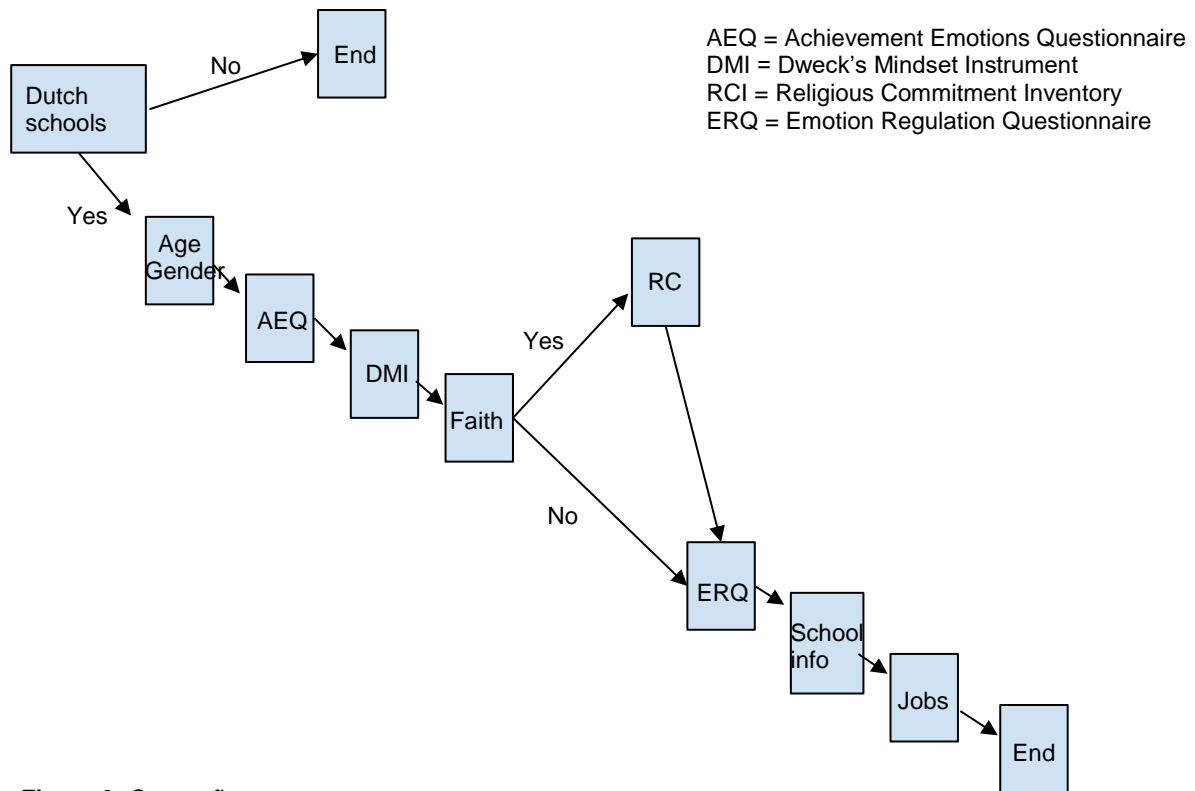 End
AEQ = Achievement Emotions Questionnaire
DMI = Dweck's Mindset Instrument
RCI = Religious Commitment Inventory
ERQ = Emotion Regulation Questionnaire
No
Dutch
schools
Yes
Age
Gender
AEQ
DMI
Faith
Yes
RC
No
ERQ
School
info
Jobs
End